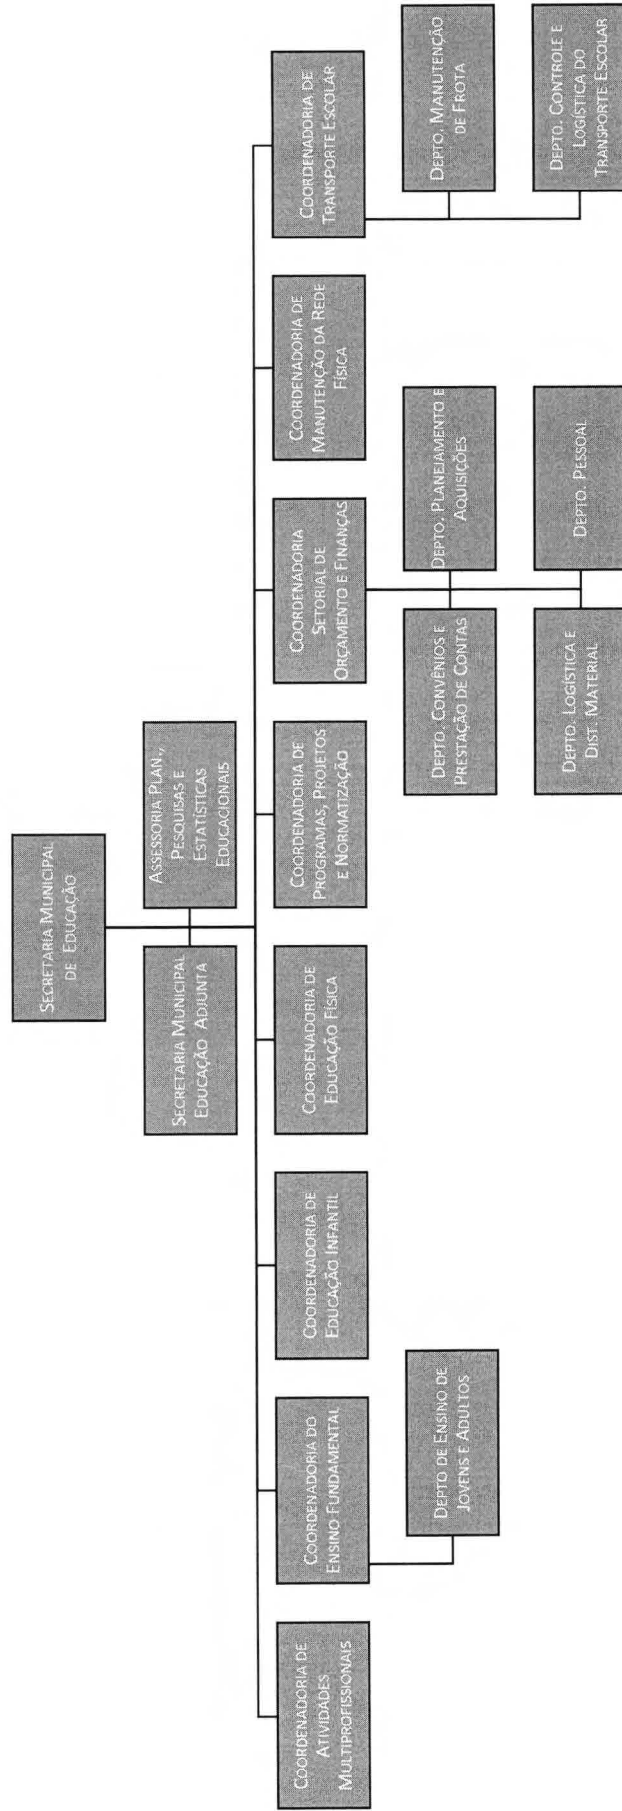 SECRETARIA MUNICIPAL
DE EDUCAÇÃO
SECRETARIA MUNICIPAL
EDUCAÇÃO ADJUNTA
ASSESSORIA PLAN.,
PESQUISAS E
ESTATÍSTICAS
EDUCACIONAIS
COORDENADORIA DE
ATIVIDADES
MULTIPROFISSIONAIS
COORDENADORIA DO
ENSINO FUNDAMENTAL
COORDENADORIA DE
EDUCAÇÃO INFANTIL
COORDENADORIA DE
EDUCAÇÃO FÍSICA
COORDENADORIA DE
PROGRAMAS, PROJETOS
E NORMATIZAÇÃO
COORDENADORIA
SETORIAL DE
ORÇAMENTO E FINANÇAS
COORDENADORIA DE
MANUTENÇÃO DA REDE
FÍSICA
COORDENADORIA DE
TRANSPORTE ESCOLAR
DEPTO DE ENSINO DE
JOVENS E ADULTOS
DEPTO. CONVÊNIOS E
PRESTAÇÃO DE CONTAS
DEPTO. PLANEJAMENTO E
AQUISIÇÕES
DEPTO. MANUTENÇÃO
DE FROTA
DEPTO. LOGÍSTICA E
DIST. MATERIAL
DEPTO. PESSOAL
DEPTO. CONTROLE E
LOGÍSTICA DO
TRANSPORTE ESCOLAR